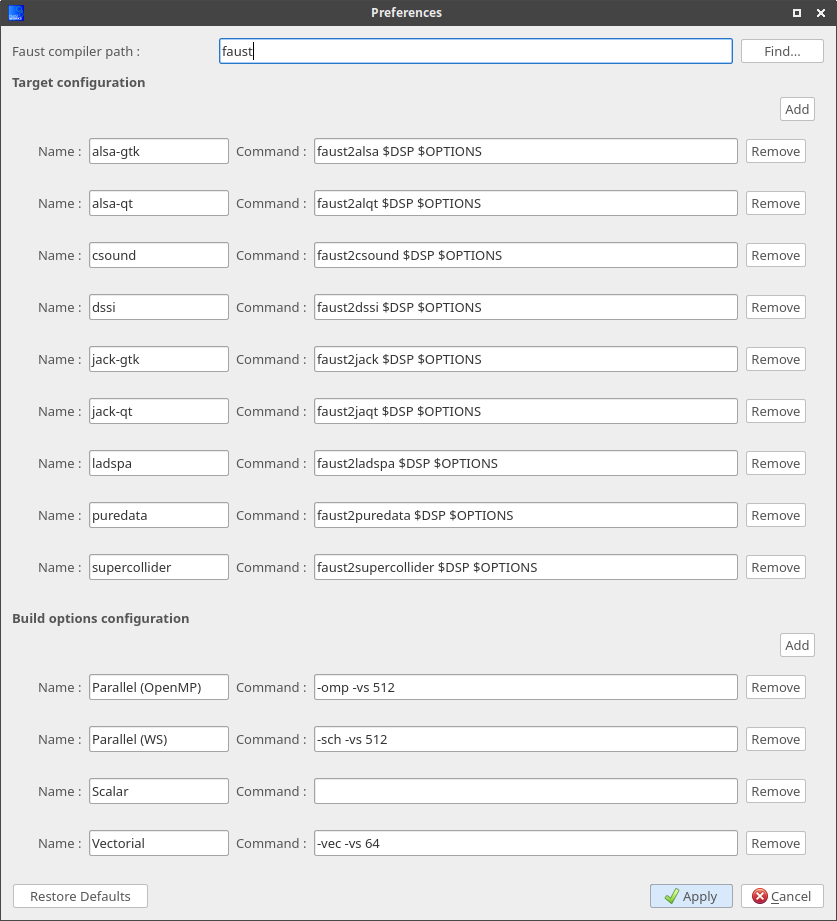 Preferences
Faust compiler path : faust Find...
Target configuration
Add
Name : alsa-gtk Command : faust2alsa $DSP $OPTIONS Remove
Name : alsa-qt Command : faust2alqt $DSP $OPTIONS Remove
Name : csound Command : faust2csound $DSP $OPTIONS Remove
Name : dssi Command : faust2dssi $DSP $OPTIONS Remove
Name : jack-gtk Command : faust2jack $DSP $OPTIONS Remove
Name : jack-qt Command : faust2jaqt $DSP $OPTIONS Remove
Name : ladspa Command : faust2ladspa $DSP $OPTIONS Remove
Name : puredata Command : faust2puredata $DSP $OPTIONS Remove
Name : supercollider Command : faust2supercollider $DSP $OPTIONS Remove
Build options configuration
Add
Name : Parallel (OpenMP) Command : -omp -vs 512 Remove
Name : Parallel (WS) Command : -sch -vs 512 Remove
Name : Scalar Command : Remove
Name : Vectorial Command : -vec -vs 64 Remove
Restore Defaults Apply Cancel